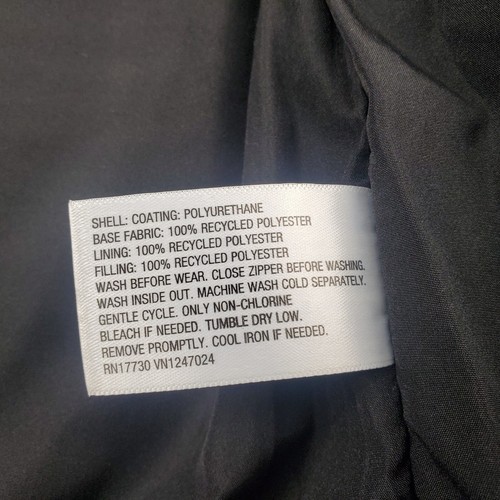 SHELL: COATING: POLYURETHANE
BASE FABRIC: 100% RECYCLED POLYESTER
LINING: 100% RECYCLED POLYESTER
FILLING: 100% RECYCLED POLYESTER
WASH BEFORE WEAR. CLOSE ZIPPER BEFORE WASHING.
WASH INSIDE OUT. MACHINE WASH COLD SEPARATELY.
GENTLE CYCLE. ONLY NON-CHLORINE
BLEACH IF NEEDED. TUMBLE DRY LOW.
REMOVE PROMPTLY. COOL IRON IF NEEDED.
RN17730 VN1247024